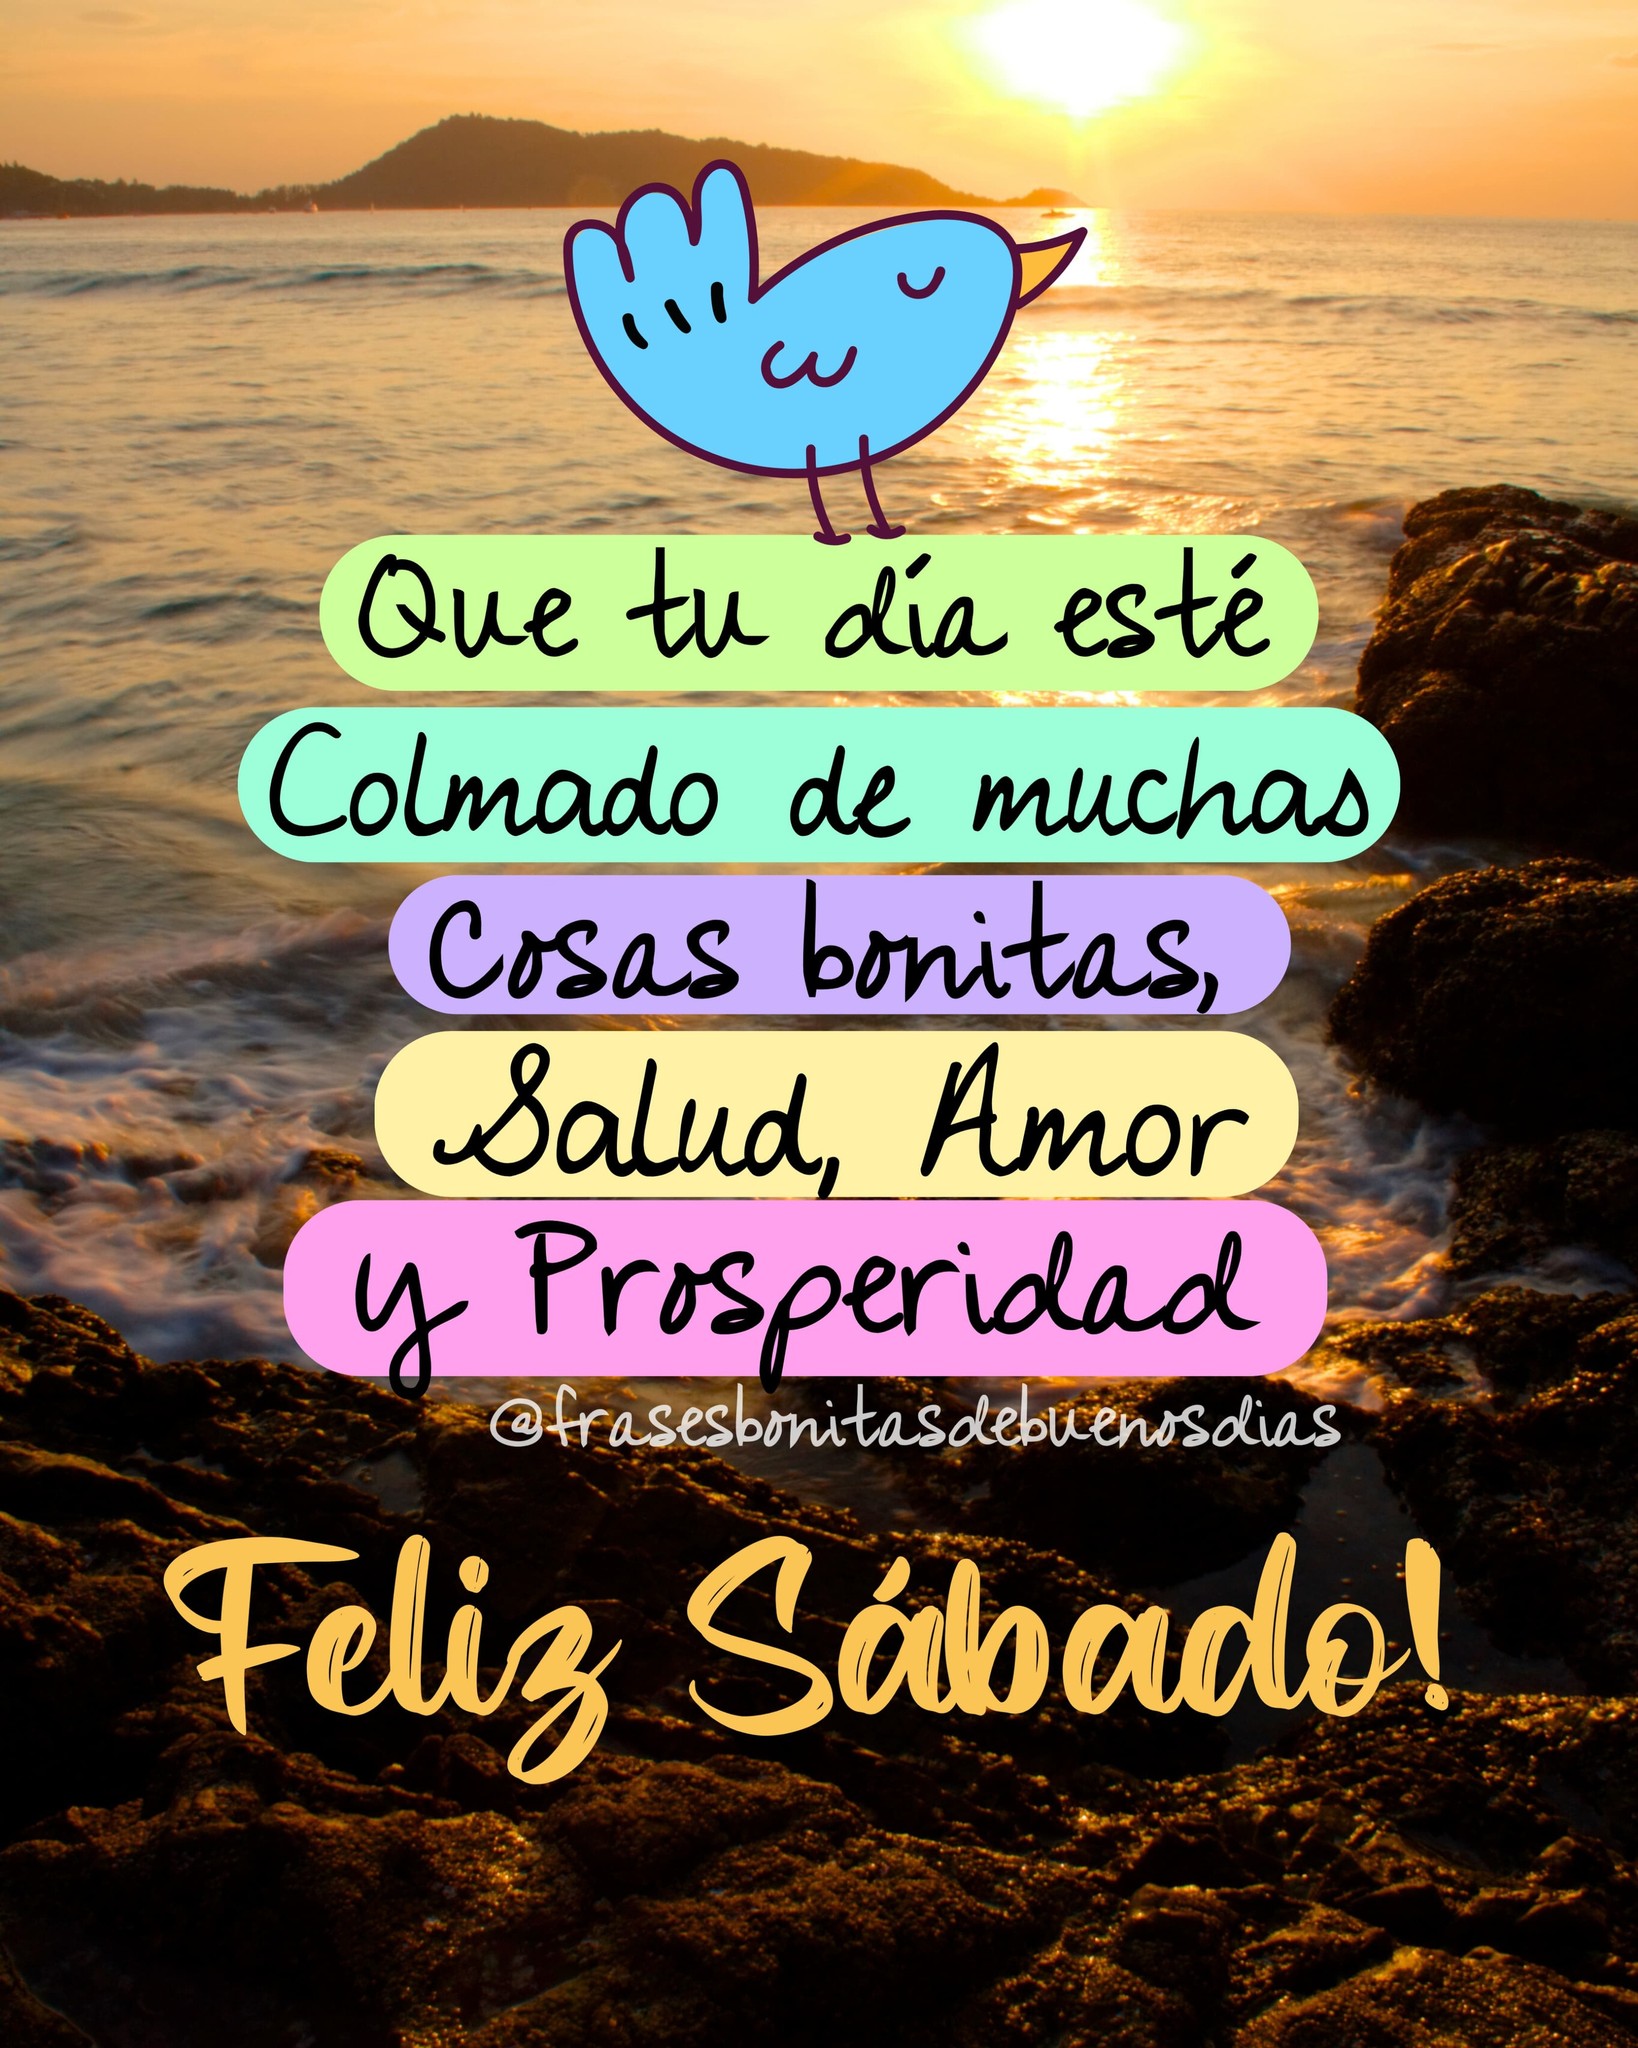 Que tu día esté
Colmado de muchas
Cosas bonitas,
Salud, Amor
y Prosperidad
@frasesbonitasdebuenosdias
Feliz Sábado!